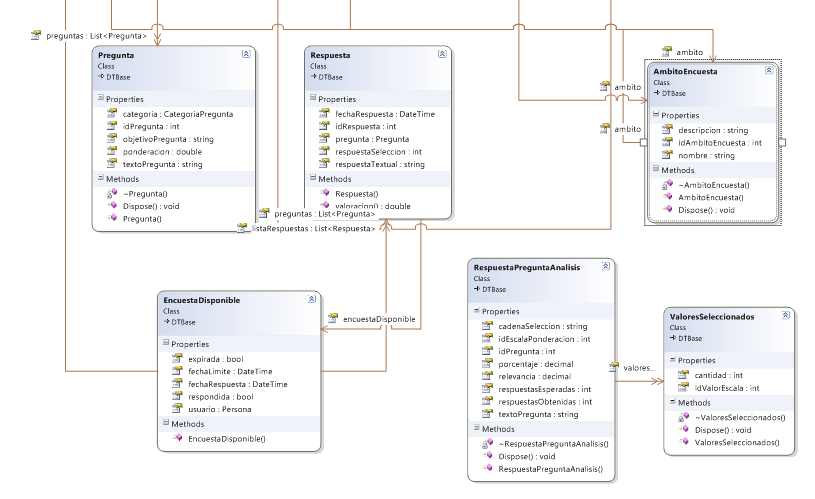 preguntas : List<Pregunta>
Pregunta
Class
DTBase
Properties
categoria : CategoriaPregunta
idPregunta : int
objetivoPregunta : string
ponderacion : double
textoPregunta : string
Methods
~Pregunta()
Dispose() : void
Pregunta()
Respuesta
Class
DTBase
Properties
fechaRespuesta : DateTime
idRespuesta : int
pregunta : Pregunta
respuestaSeleccion : int
respuestaTextual : string
Methods
Respuesta()
valoracion() : double
preguntas : List<Pregunta>
listaRespuestas : List<Respuesta>
ambito
ambito
ambito
AmbitoEncuesta
Class
DTBase
Properties
descripcion : string
idAmbitoEncuesta : int
nombre : string
Methods
~AmbitoEncuesta()
AmbitoEncuesta()
Dispose() : void
EncuestaDisponible
Class
DTBase
Properties
expirada : bool
fechaLimite : DateTime
fechaRespuesta : DateTime
respondida : bool
usuario : Persona
Methods
EncuestaDisponible()
encuestaDisponible
RespuestaPreguntaAnalisis
Class
DTBase
Properties
cadenaSeleccion : string
idEscalaPonderacion : int
idPregunta : int
porcentaje : decimal
relevancia : decimal
respuestasEsperadas : int
respuestasObtenidas : int
textoPregunta : string
Methods
~RespuestaPreguntaAnalisis()
Dispose() : void
RespuestaPreguntaAnalisis()
valores...
ValoresSeleccionados
Class
DTBase
Properties
cantidad : int
idValorEscala : int
Methods
~ValoresSeleccionados()
Dispose() : void
ValoresSeleccionados()